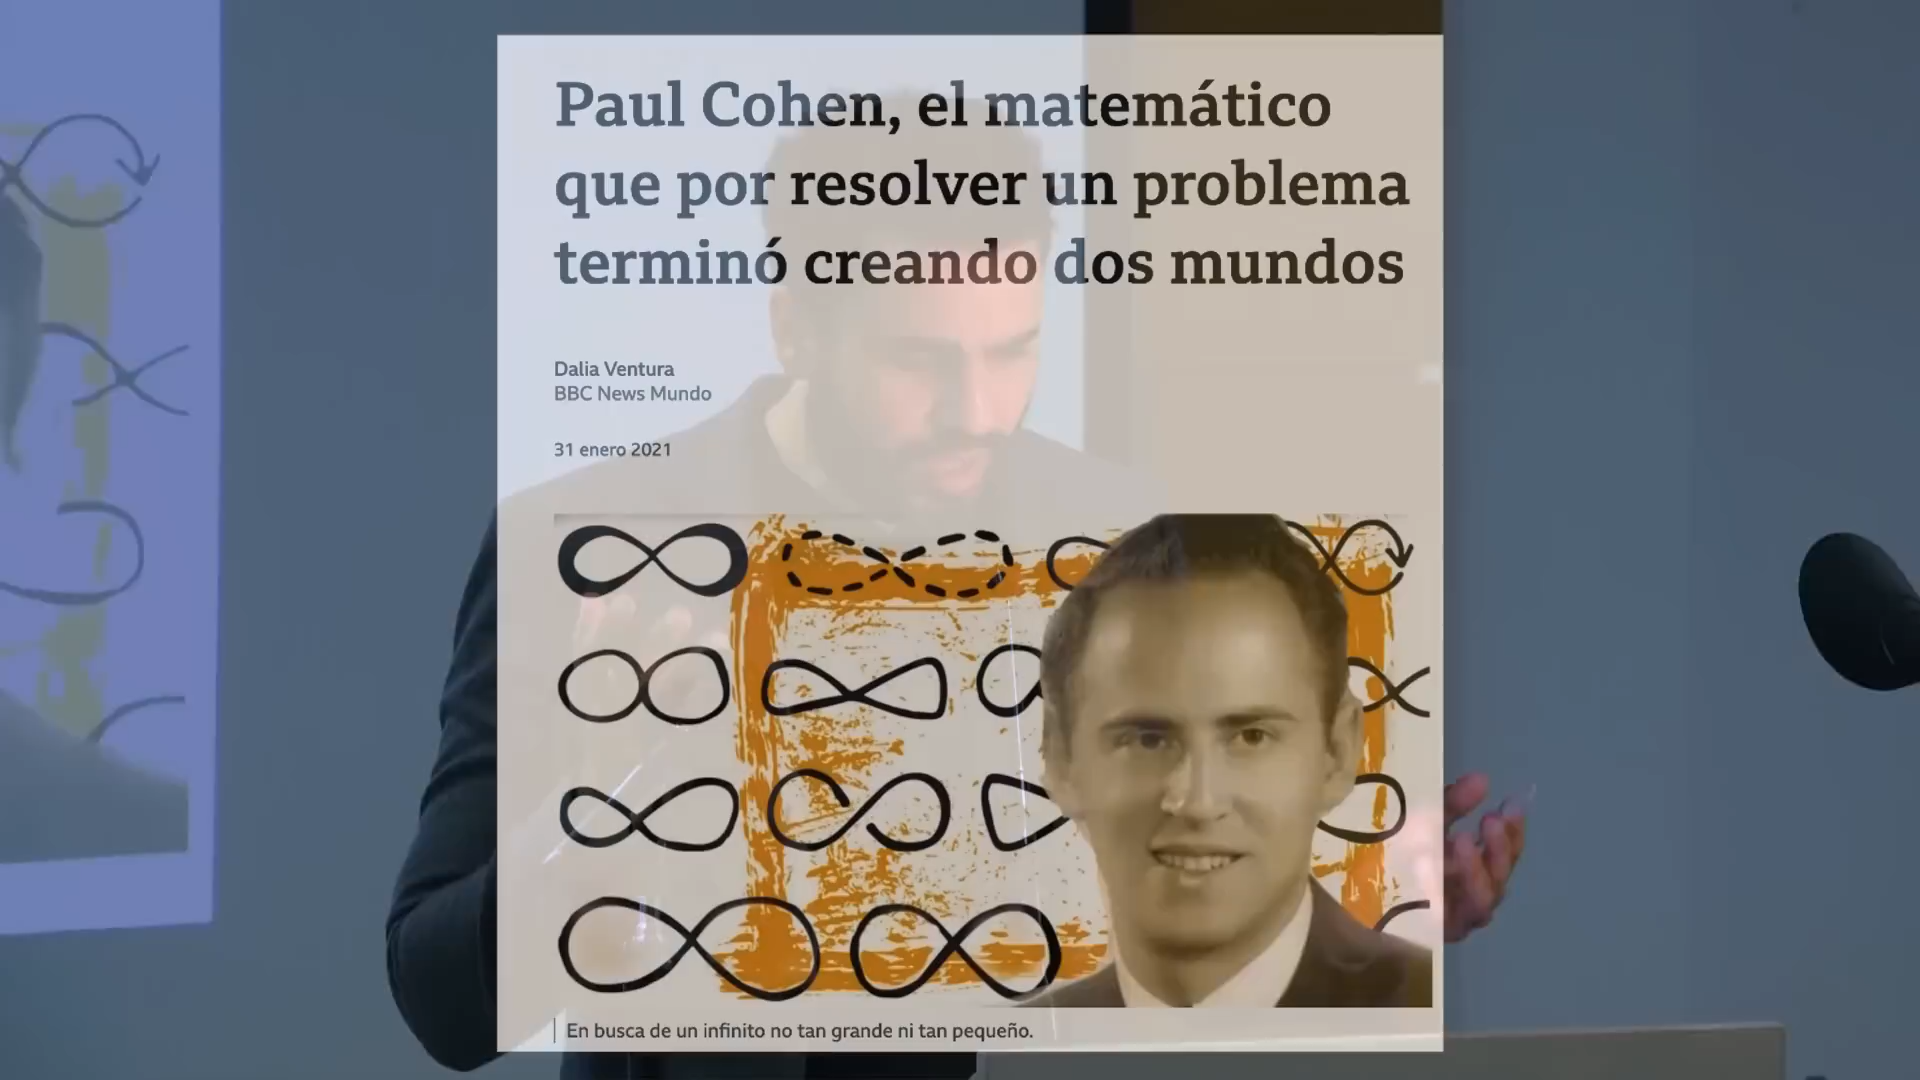 Paul Cohen, el matemático
que por resolver un problema
terminó creando dos mundos
Dalia Ventura
BBC News Mundo
31 enero 2021
En busca de un infinito no tan grande ni tan pequeño.